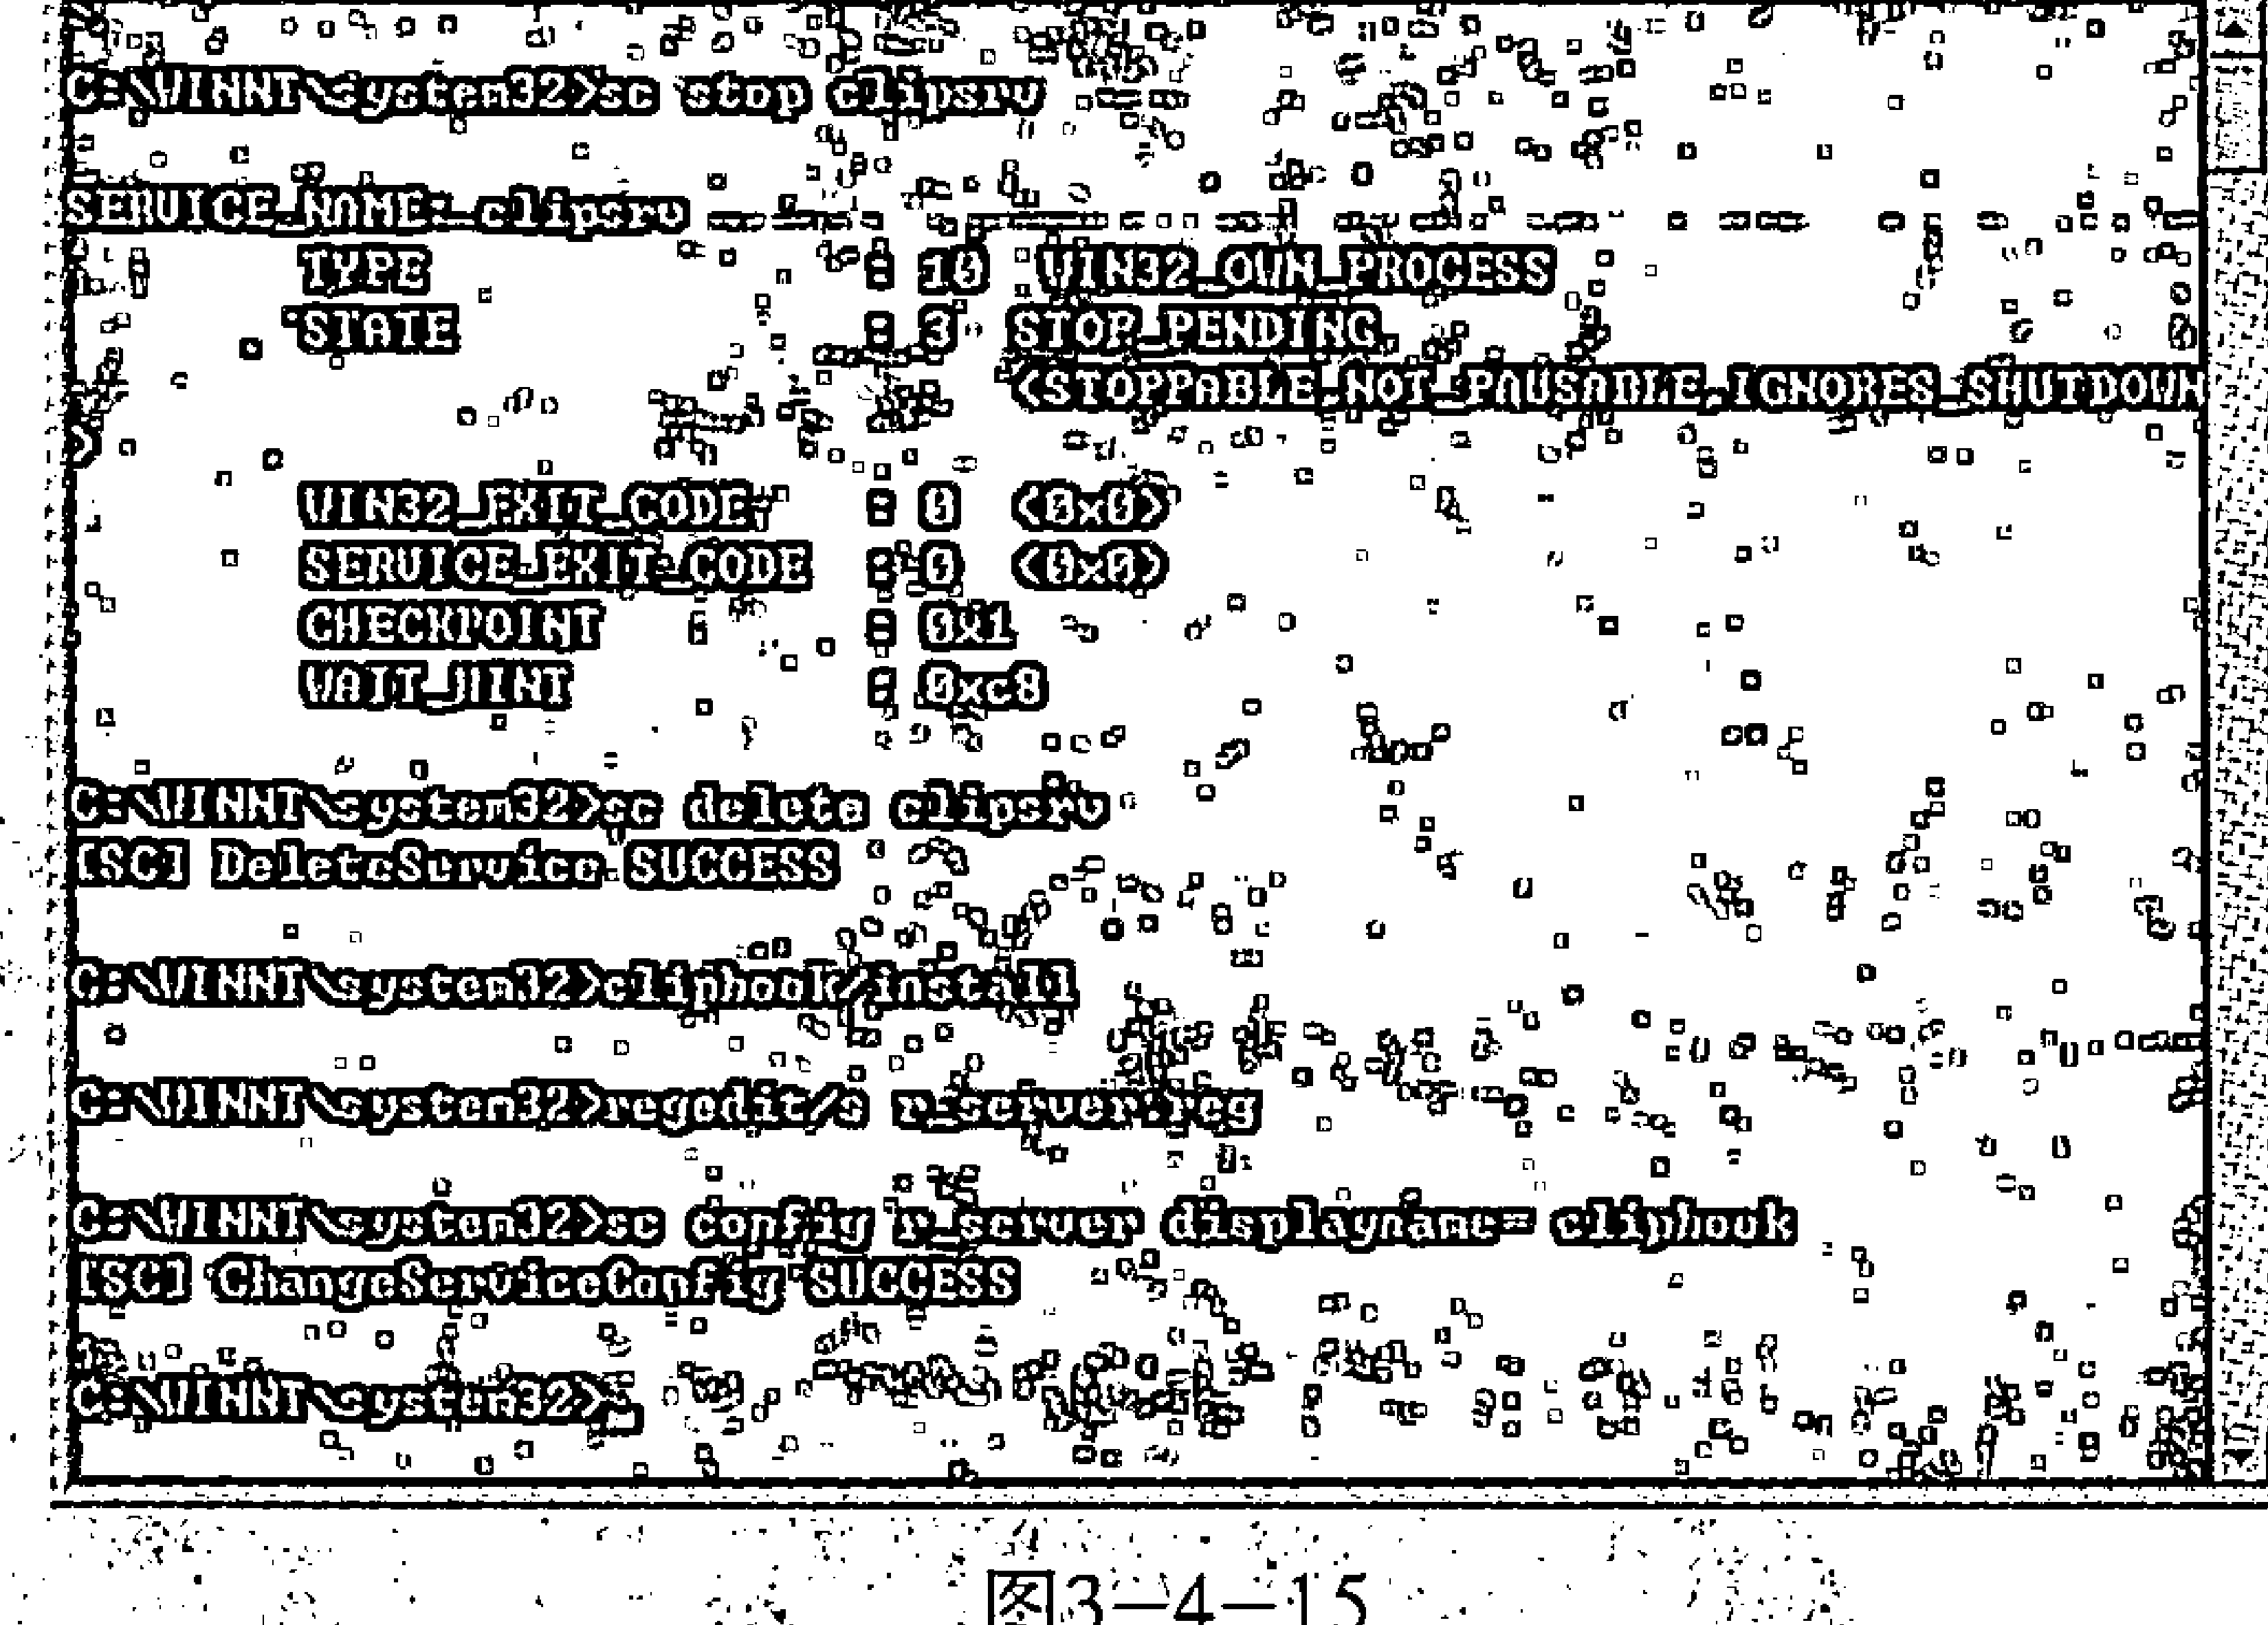 C:\WINNT\system32>sc stop clipsrv
SERVICE_NAME: clipsrv
TYPE : 10 WIN32_OWN_PROCESS
STATE : 3 STOP_PENDING
(STOPPABLE,NOT_PAUSABLE,IGNORES_SHUTDOWN
)
WIN32_EXIT_CODE : 0 (0x0)
SERVICE_EXIT_CODE : 0 (0x0)
CHECKPOINT : 0x1
WAIT_HINT : 0xc8
C:\WINNT\system32>sc delete clipsrv
[SC] DeleteService SUCCESS
C:\WINNT\system32>cliphook/install
C:\WINNT\system32>regedit/s r_server.reg
C:\WINNT\system32>sc config r_server displayname= cliphook
[SC] ChangeServiceConfig SUCCESS
C:\WINNT\system32>_
图3-4-15